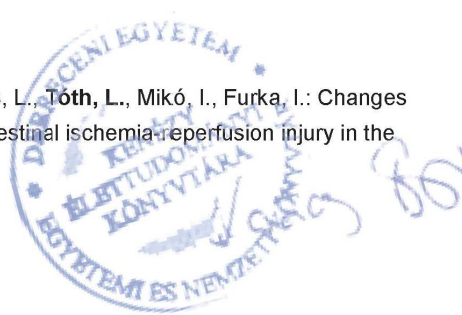 , L., Tóth, L., Mikó, I., Furka, I.: Changes
estinal ischemia-reperfusion injury in the
DEBRECENI EGYETEM
KENÉZY
ÉLETTUDOMÁNYI
KÖNYVTÁRA
EGYETEMI ÉS NEMZETI KÖNYVTÁR